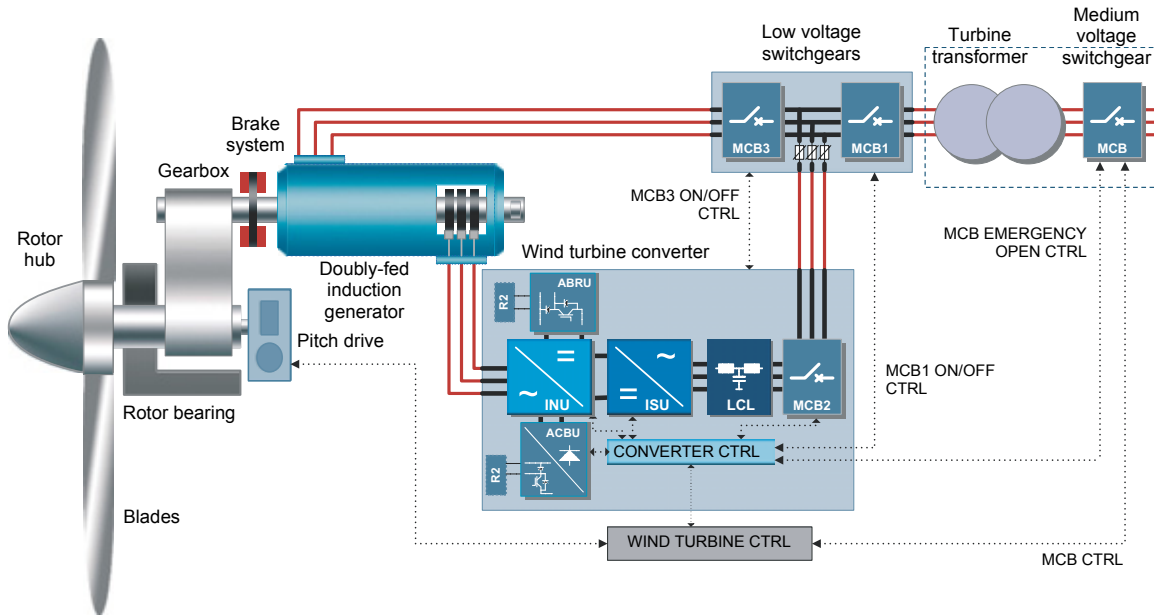 Low voltage
switchgears
Turbine
transformer
Medium
voltage
switchgear
MCB3
MCB1
MCB
Brake
system
Gearbox
Rotor
hub
Doubly-fed
induction
generator
Pitch drive
Rotor bearing
Blades
MCB3 ON/OFF
CTRL
MCB EMERGENCY
OPEN CTRL
MCB1 ON/OFF
CTRL
Wind turbine converter
ABRU
R2
INU
ISU
LCL
MCB2
ACBU
R2
CONVERTER CTRL
WIND TURBINE CTRL
MCB CTRL